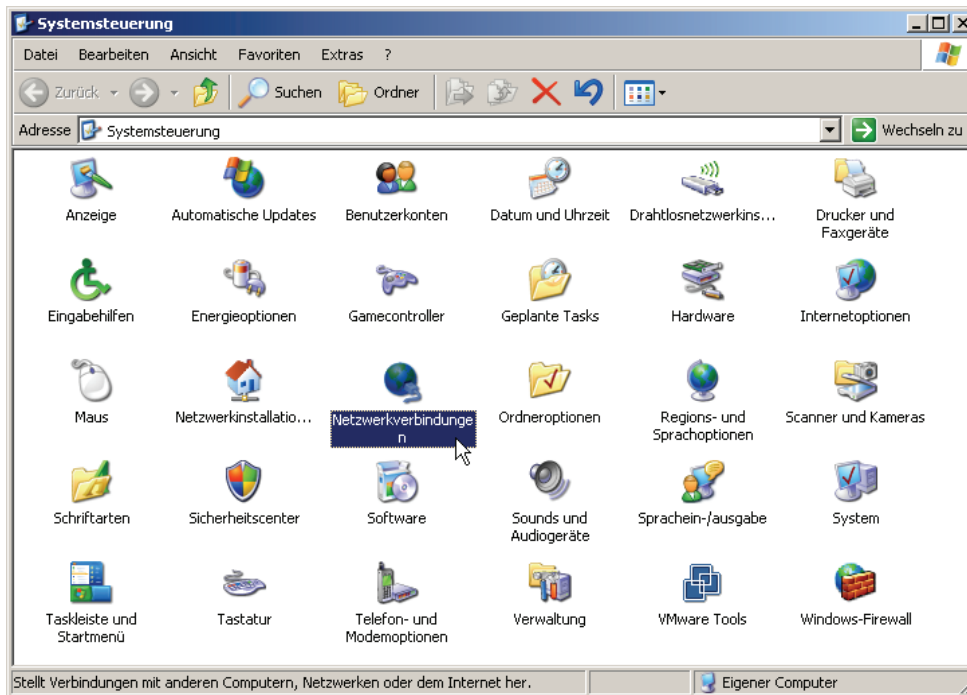 Systemsteuerung
Datei Bearbeiten Ansicht Favoriten Extras ?
Zurück Suchen Ordner
Adresse Systemsteuerung Wechseln zu
Anzeige Automatische Updates Benutzerkonten Datum und Uhrzeit Drahtlosnetzwerkins... Drucker und
Faxgeräte
Eingabehilfen Energieoptionen Gamecontroller Geplante Tasks Hardware Internetoptionen
Maus Netzwerkinstallatio... Netzwerkverbindunge Ordneroptionen Regions- und Scanner und Kameras
n Sprachoptionen
Schriftarten Sicherheitscenter Software Sounds und Sprachein-/ausgabe System
Audiogeräte
Taskleiste und Tastatur Telefon- und Verwaltung VMware Tools Windows-Firewall
Startmenü Modemoptionen
Stellt Verbindungen mit anderen Computern, Netzwerken oder dem Internet her. Eigener Computer